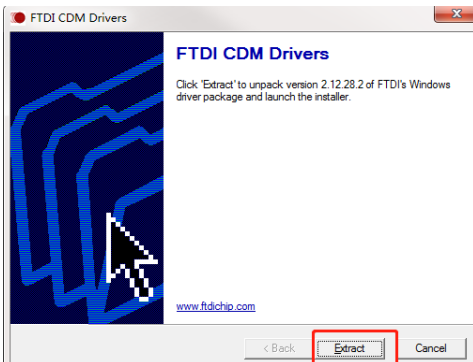 FTDI CDM Drivers
FTDI CDM Drivers
Click 'Extract' to unpack version 2.12.28.2 of FTDI's Windows
driver package and launch the installer.
www.ftdichip.com
< Back
Extract
Cancel